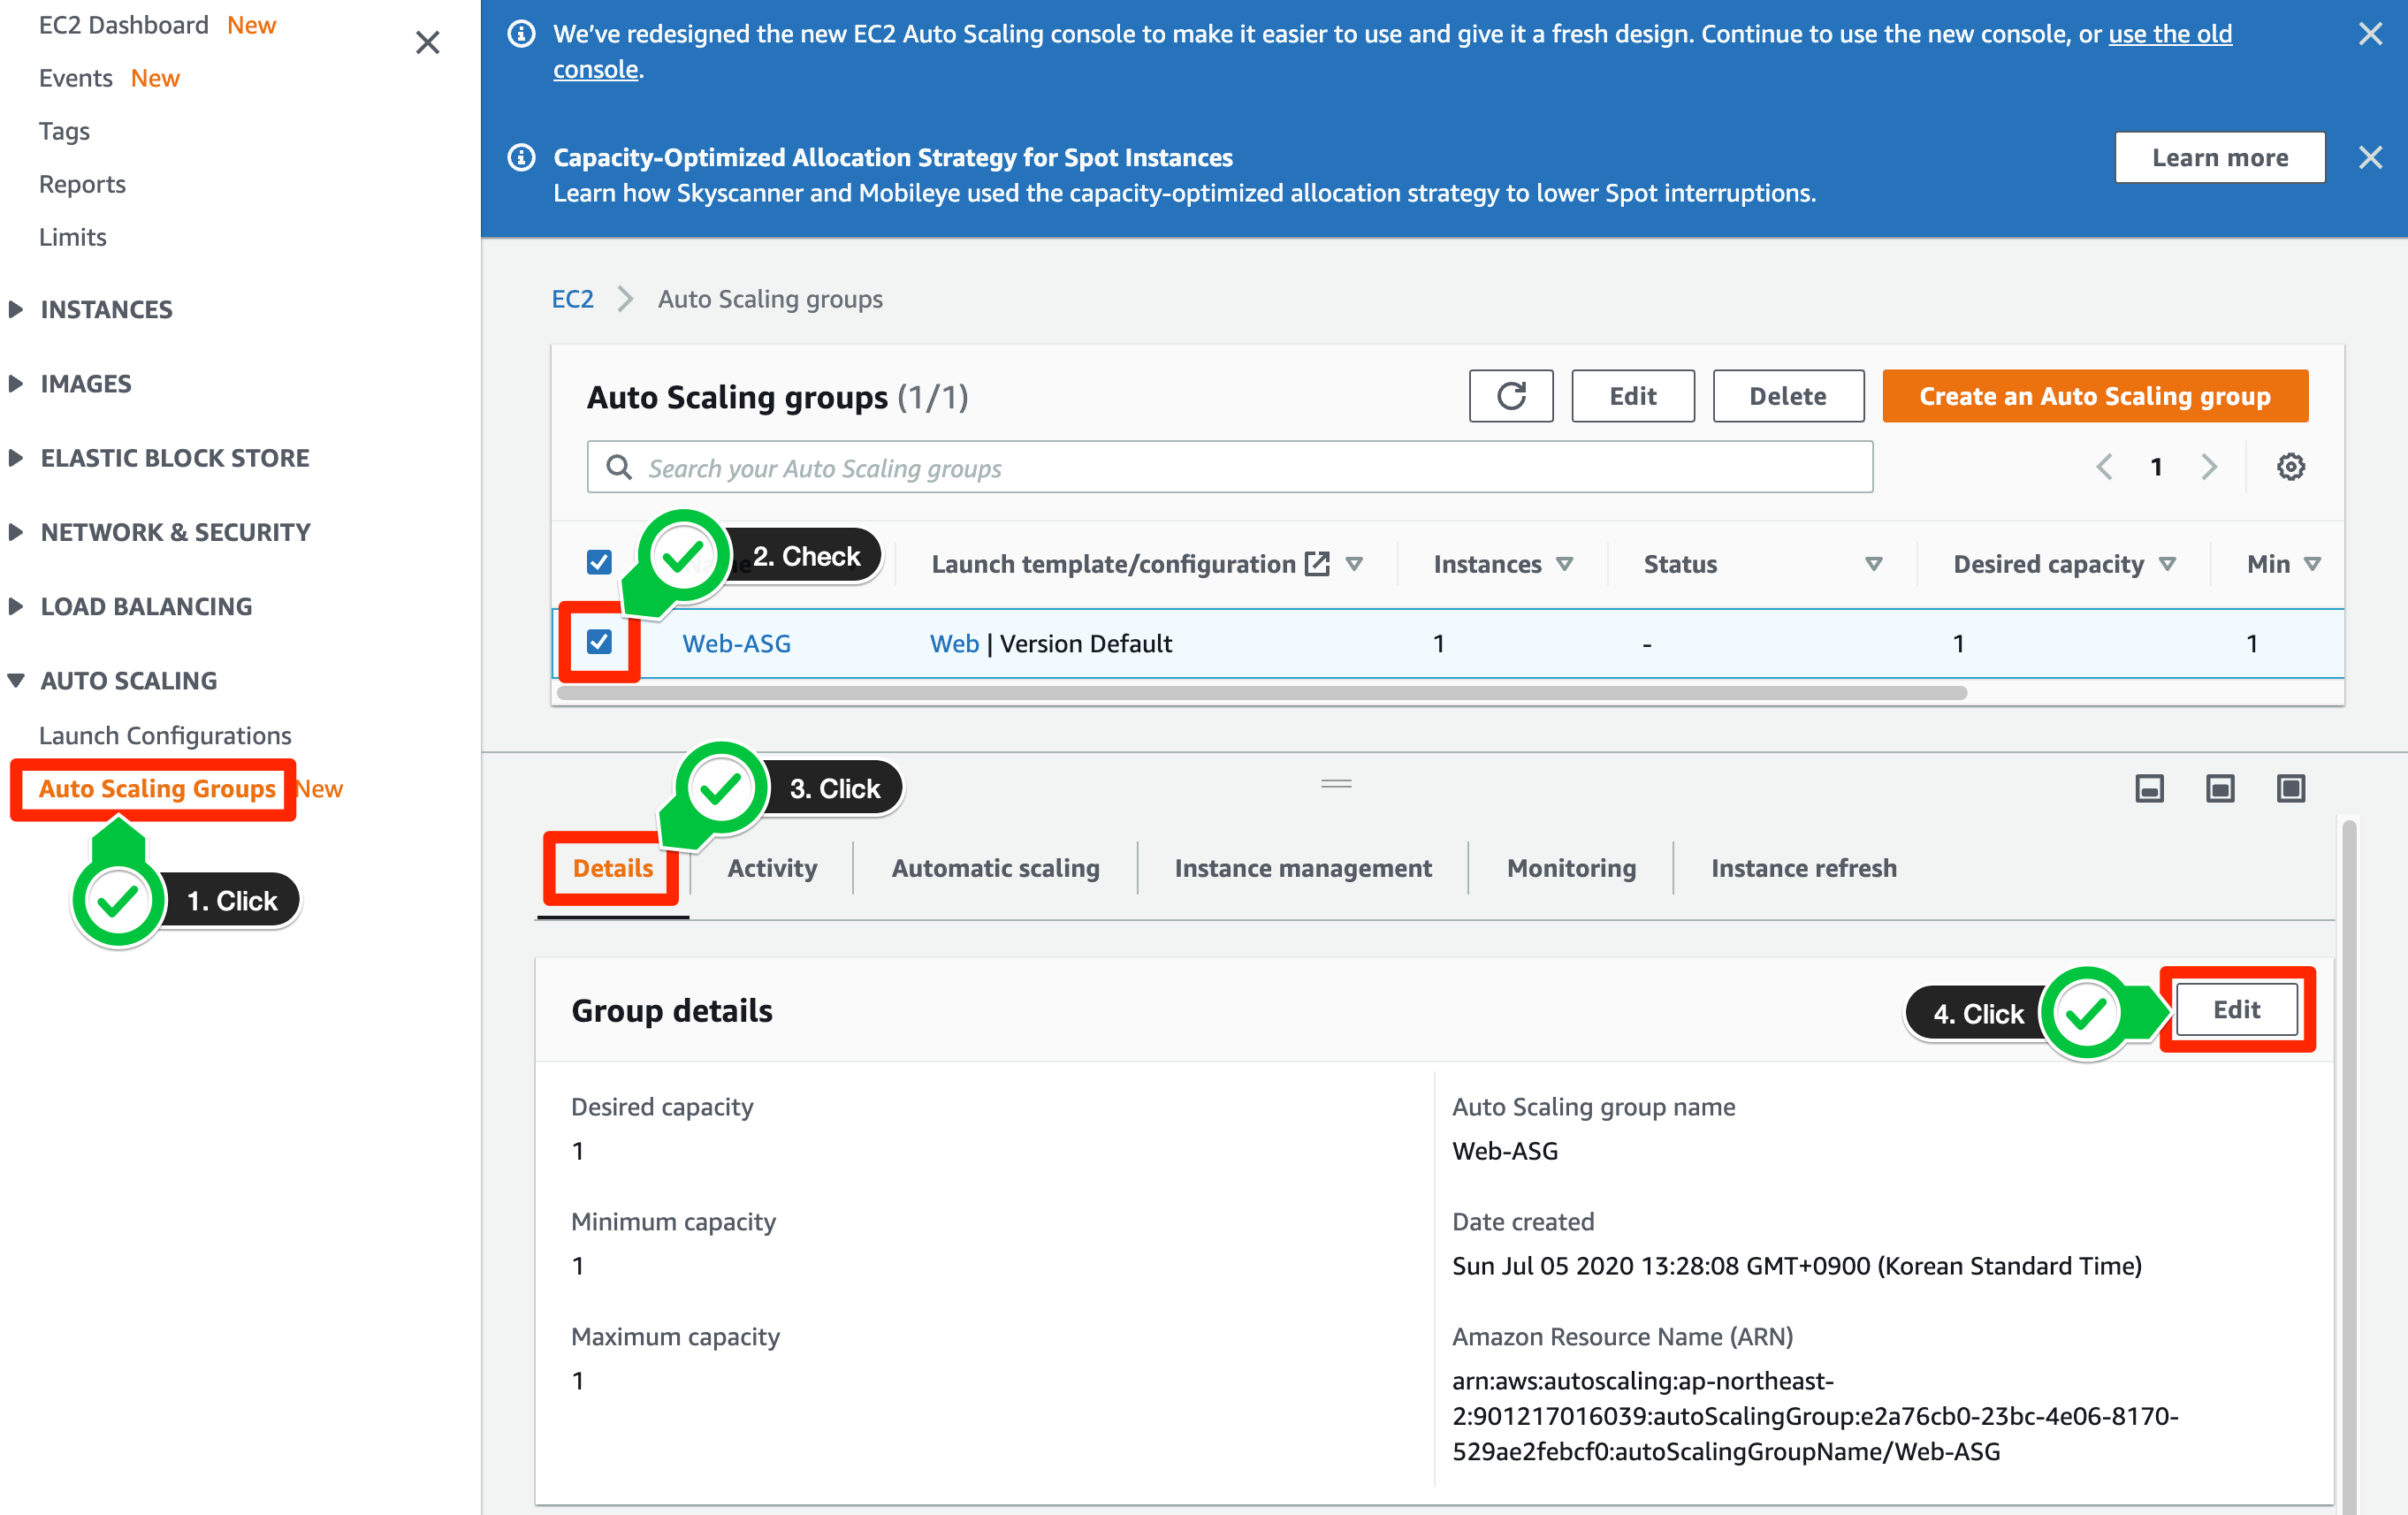 EC2 Dashboard New
Events New
Tags
Reports
Limits
INSTANCES
IMAGES
ELASTIC BLOCK STORE
NETWORK & SECURITY
LOAD BALANCING
AUTO SCALING
Launch Configurations
Auto Scaling Groups New
1. Click
We've redesigned the new EC2 Auto Scaling console to make it easier to use and give it a fresh design. Continue to use the new console, or use the old
console.
Capacity-Optimized Allocation Strategy for Spot Instances
Learn how Skyscanner and Mobileye used the capacity-optimized allocation strategy to lower Spot interruptions.
Learn more
EC2 Auto Scaling groups
Auto Scaling groups (1/1)
Edit Delete Create an Auto Scaling group
Search your Auto Scaling groups
1
2. Check
Launch template/configuration Instances Status Desired capacity Min
Web-ASG Web | Version Default 1 - 1 1
3. Click
Details Activity Automatic scaling Instance management Monitoring Instance refresh
Group details
4. Click
Edit
Desired capacity
1
Minimum capacity
1
Maximum capacity
1
Auto Scaling group name
Web-ASG
Date created
Sun Jul 05 2020 13:28:08 GMT+0900 (Korean Standard Time)
Amazon Resource Name (ARN)
arn:aws:autoscaling:ap-northeast-
2:901217016039:autoScalingGroup:e2a76cb0-23bc-4e06-8170-
529ae2febcf0:autoScalingGroupName/Web-ASG